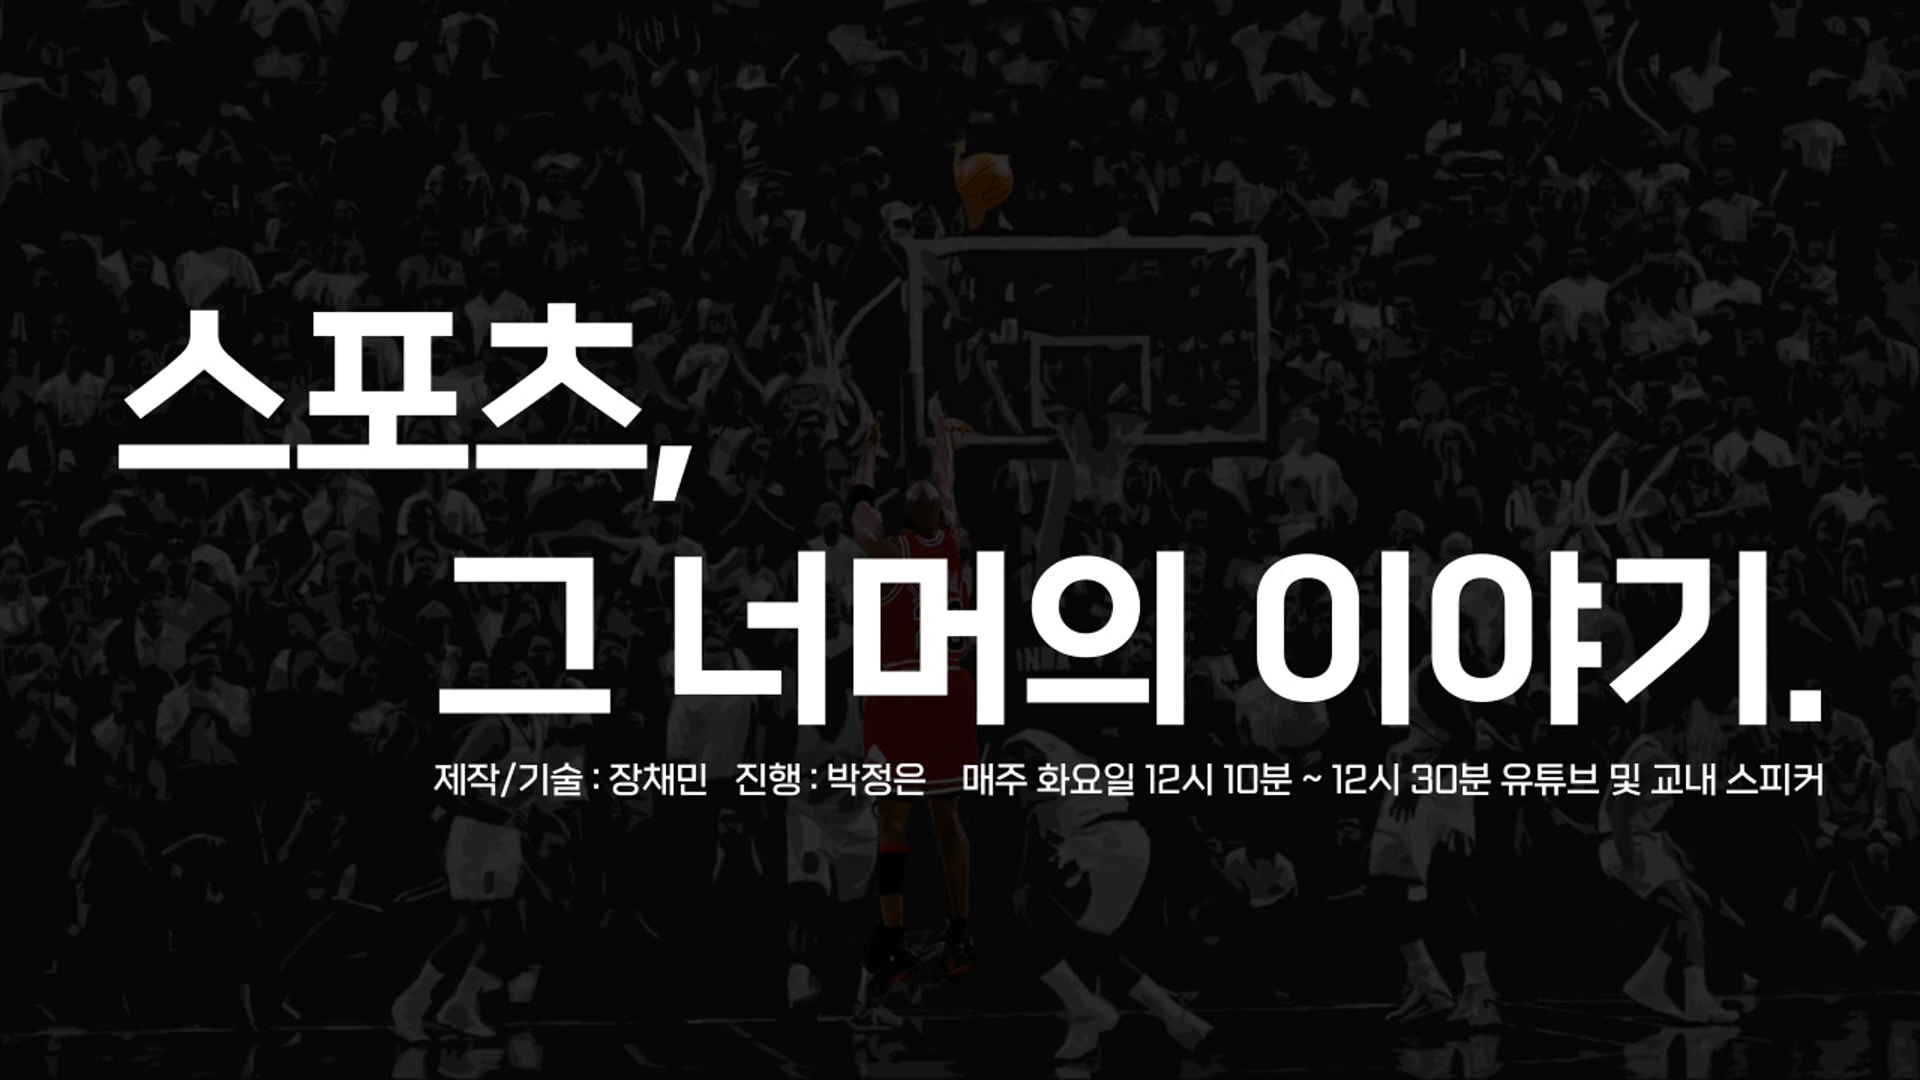 스포츠,
그 너머의 이야기.
제작/기술 : 장채민 진행 : 박정은 매주 화요일 12시 10분 ~ 12시 30분 유튜브 및 교내 스피커